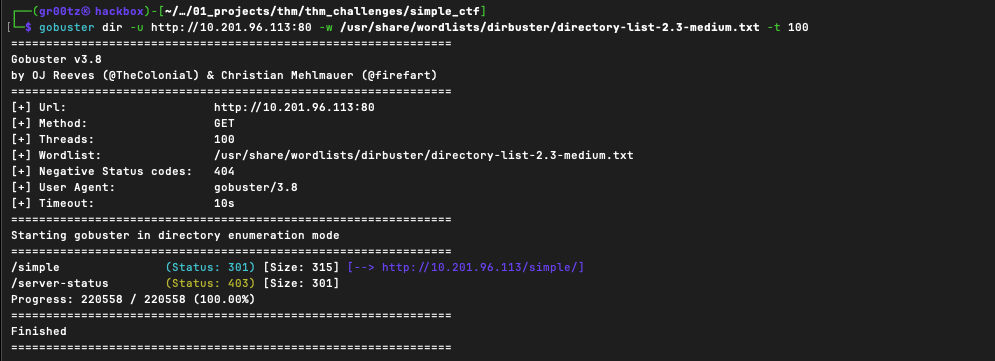 ┌──(gr00tz㉿hackbox)-[~/…/01_projects/thm/thm_challenges/simple_ctf]
└─$ gobuster dir -u http://10.201.96.113:80 -w /usr/share/wordlists/dirbuster/directory-list-2.3-medium.txt -t 100
===============================================================
Gobuster v3.8
by OJ Reeves (@TheColonial) & Christian Mehlmauer (@firefart)
===============================================================
[+] Url:                     http://10.201.96.113:80
[+] Method:                  GET
[+] Threads:                 100
[+] Wordlist:                /usr/share/wordlists/dirbuster/directory-list-2.3-medium.txt
[+] Negative Status codes:   404
[+] User Agent:              gobuster/3.8
[+] Timeout:                 10s
===============================================================
Starting gobuster in directory enumeration mode
===============================================================
/simple               (Status: 301) [Size: 315] [--> http://10.201.96.113/simple/]
/server-status        (Status: 403) [Size: 301]
Progress: 220558 / 220558 (100.00%)
===============================================================
Finished
===============================================================